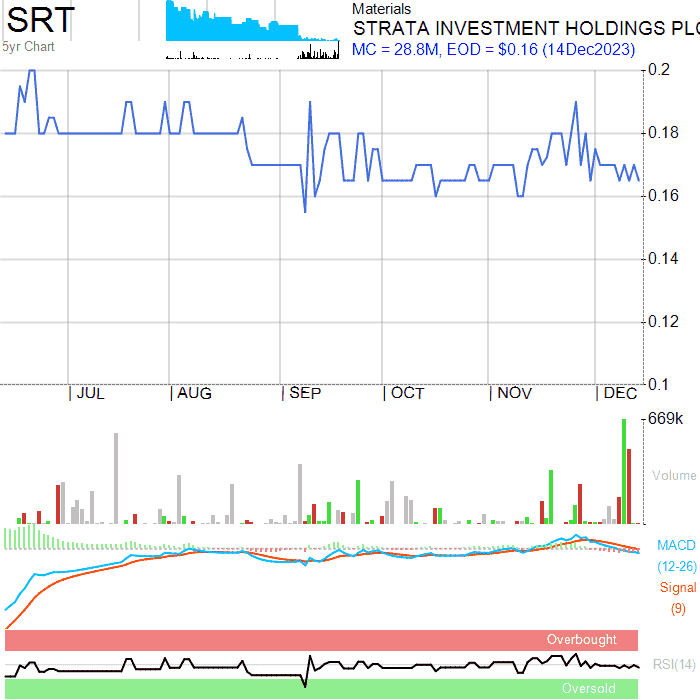 SRT
5yr Chart
Materials
STRATA INVESTMENT HOLDINGS PLC
MC = 28.8M, EOD = $0.16 (14Dec2023)
0.2
0.18
0.16
0.14
0.12
0.1
JUL AUG SEP OCT NOV DEC
669k
Volume
MACD
(12-26)
Signal
(9)
Overbought
RSI(14)
Oversold